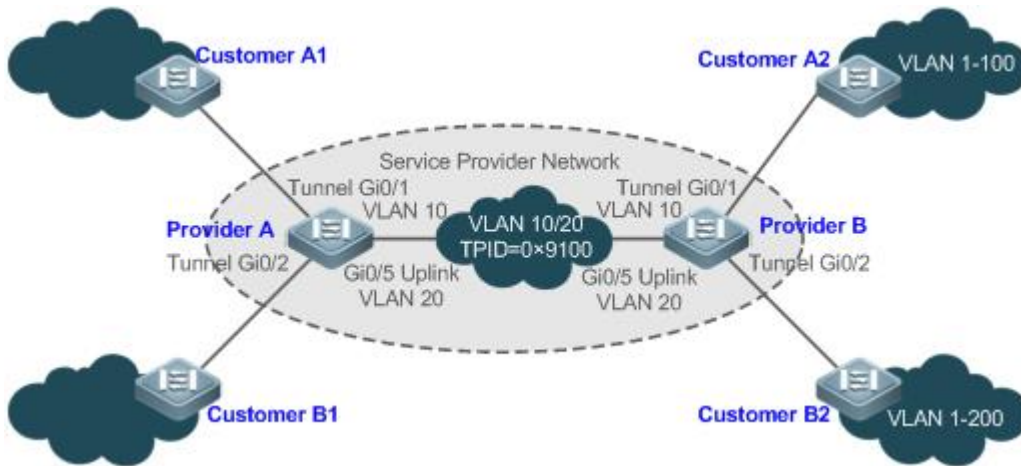 Customer A1
Customer A2
VLAN 1-100
Service Provider Network
Tunnel Gi0/1
VLAN 10
Tunnel Gi0/1
VLAN 10
Provider A
VLAN 10/20
TPID=0×9100
Provider B
Tunnel Gi0/2
Gi0/5 Uplink
VLAN 20
Gi0/5 Uplink
VLAN 20
Tunnel Gi0/2
Customer B1
Customer B2
VLAN 1-200